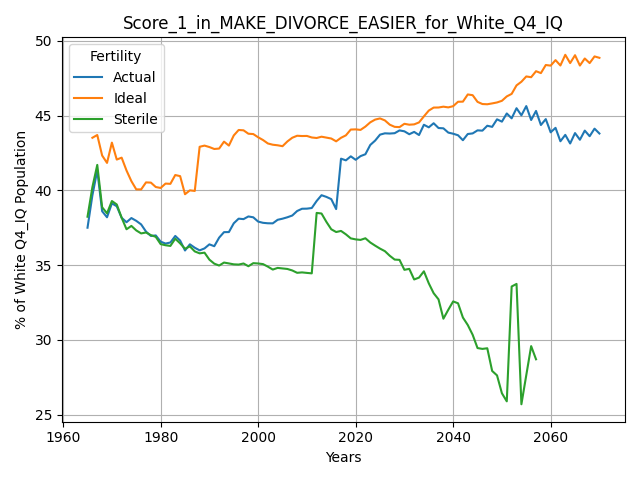 Score_1_in_MAKE_DIVORCE_EASIER_for_White_Q4_IQ
Fertility
Actual
Ideal
Sterile
% of White Q4_IQ Population
50
45
40
35
30
25
1960
1980
2000
2020
2040
2060
Years